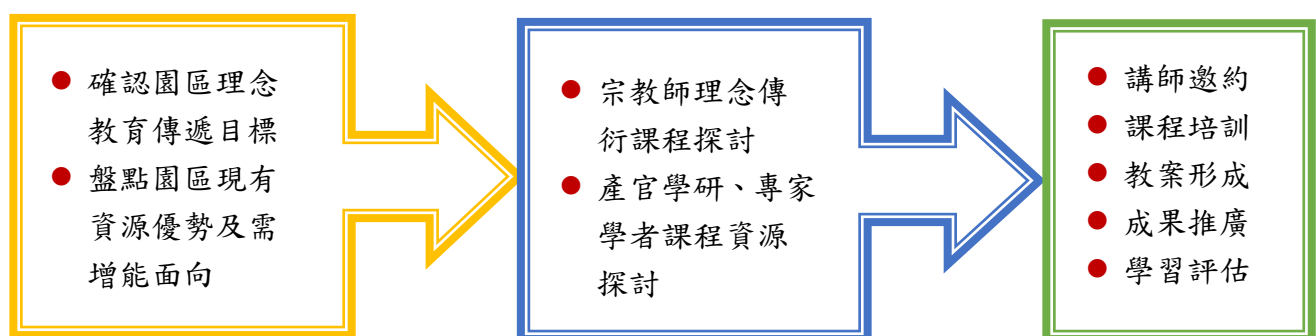 ● 確認園區理念
教育傳遞目標
● 盤點園區現有
資源優勢及需
增能面向
● 宗教師理念傳
衍課程探討
● 產官學研、專家
學者課程資源
探討
● 講師邀約
● 課程培訓
● 教案形成
● 成果推廣
● 學習評估